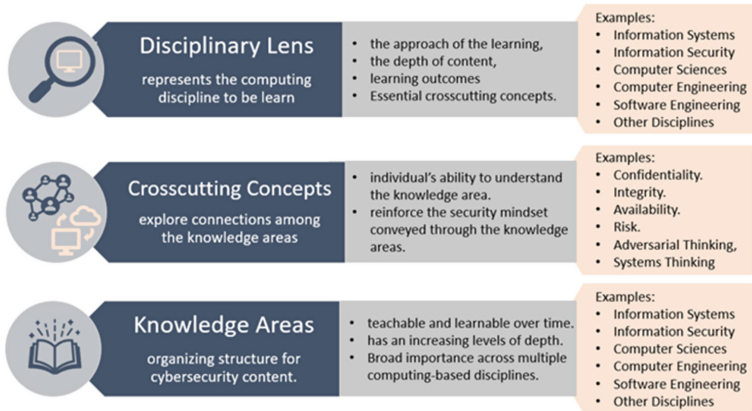 Disciplinary Lens
represents the computing
discipline to be learn
• the approach of the learning,
• the depth of content,
• learning outcomes
• Essential crosscutting concepts.
Examples:
• Information Systems
• Information Security
• Computer Sciences
• Computer Engineering
• Software Engineering
• Other Disciplines
Crosscutting Concepts
explore connections among
the knowledge areas
• individual's ability to understand
the knowledge area.
• reinforce the security mindset
conveyed through the knowledge
areas.
Examples:
• Confidentiality.
• Integrity.
• Availability.
• Risk.
• Adversarial Thinking,
• Systems Thinking
Knowledge Areas
organizing structure for
cybersecurity content.
• teachable and learnable over time.
• has an increasing levels of depth.
• Broad importance across multiple
computing-based disciplines.
Examples:
• Information Systems
• Information Security
• Computer Sciences
• Computer Engineering
• Software Engineering
• Other Disciplines